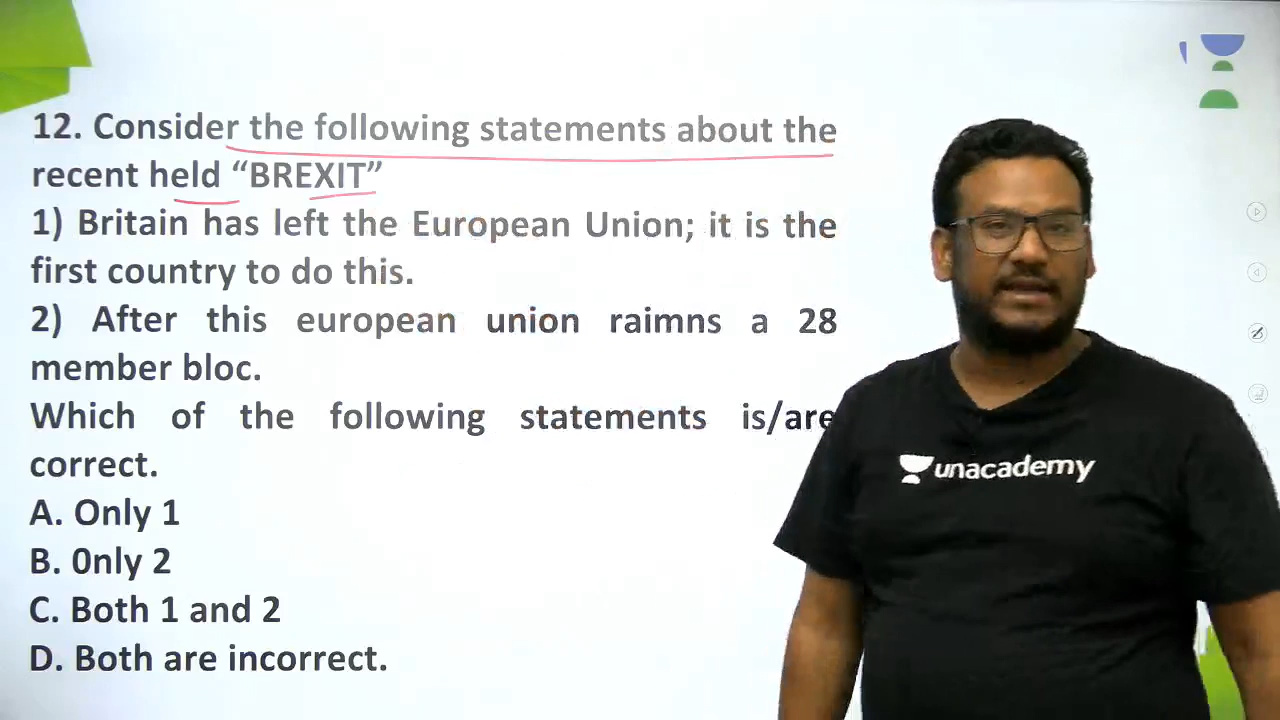 12. Consider the following statements about the
recent held “BREXIT”
1) Britain has left the European Union; it is the
first country to do this.
2) After this european union raimns a 28
member bloc.
Which of the following statements is/are
correct.
A. Only 1
B. 0nly 2
C. Both 1 and 2
D. Both are incorrect.
unacademy